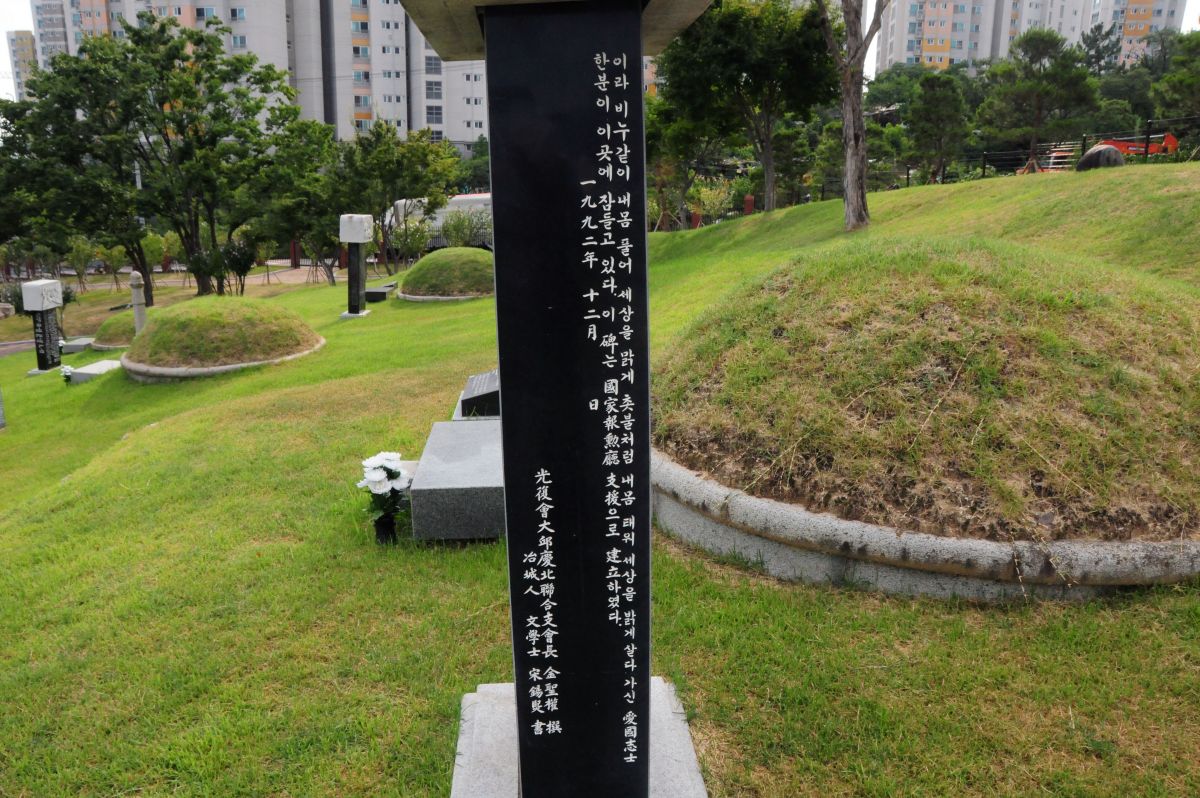 이라 비누같이 내몸 풀어 세상을 맑게 촛불처럼 내몸 태워 세상을 밝게 살다 가신 愛國志士
한분이 이곳에 잠들고 있다. 이 碑는 國家報勲廳 支援으로 建立하였다.
一九九二年 十二月 日
光復會大邱慶北聯合支會長 金聖權 撰
冶城人 文學士 宋錫煚 書